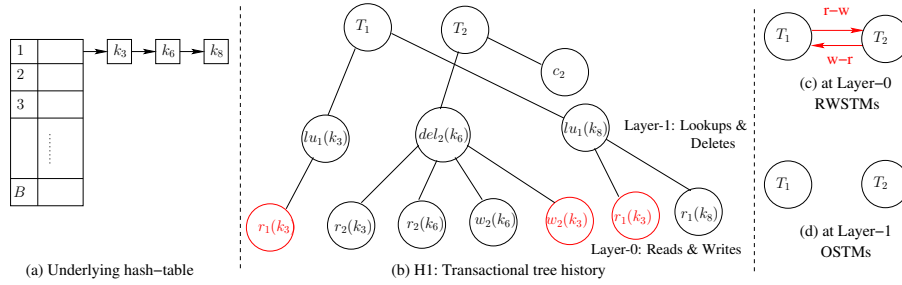 1
2
3
B
k3
k6
k8
(a) Underlying hash−table
T1
T2
c2
lu1(k3)
del2(k6)
lu1(k8)
Layer−1: Lookups &
Deletes
r1(k3
r2(k3)
r2(k6)
w2(k6)
w2(k3)
r1(k3)
r1(k8)
Layer−0: Reads & Writes
(b) H1: Transactional tree history
r−w
T1
T2
w−r
(c) at Layer−0
RWSTMs
T1
T2
(d) at Layer−1
OSTMs